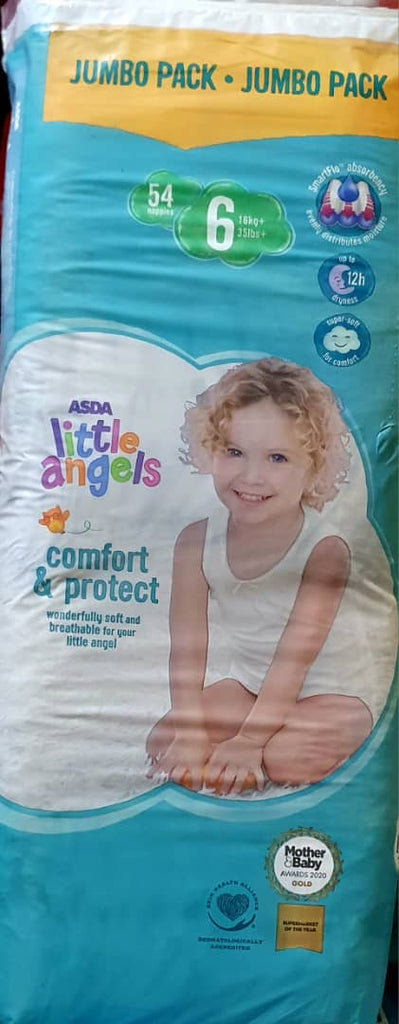 JUMBO PACK • JUMBO PACK
54
nappies
6
16kg+
35lbs+
SmartFlo™ absorbency
evenly distributes moisture
up to
12h
dryness
super-soft
for comfort
ASDA
little
angels
comfort
& protect
wonderfully soft and
breathable for your
little angel
Mother
&Baby
AWARDS 2020
GOLD
SUPERMARKET
OF THE YEAR
SKIN HEALTH ALLIANCE
DERMATOLOGICALLY
ACCREDITED